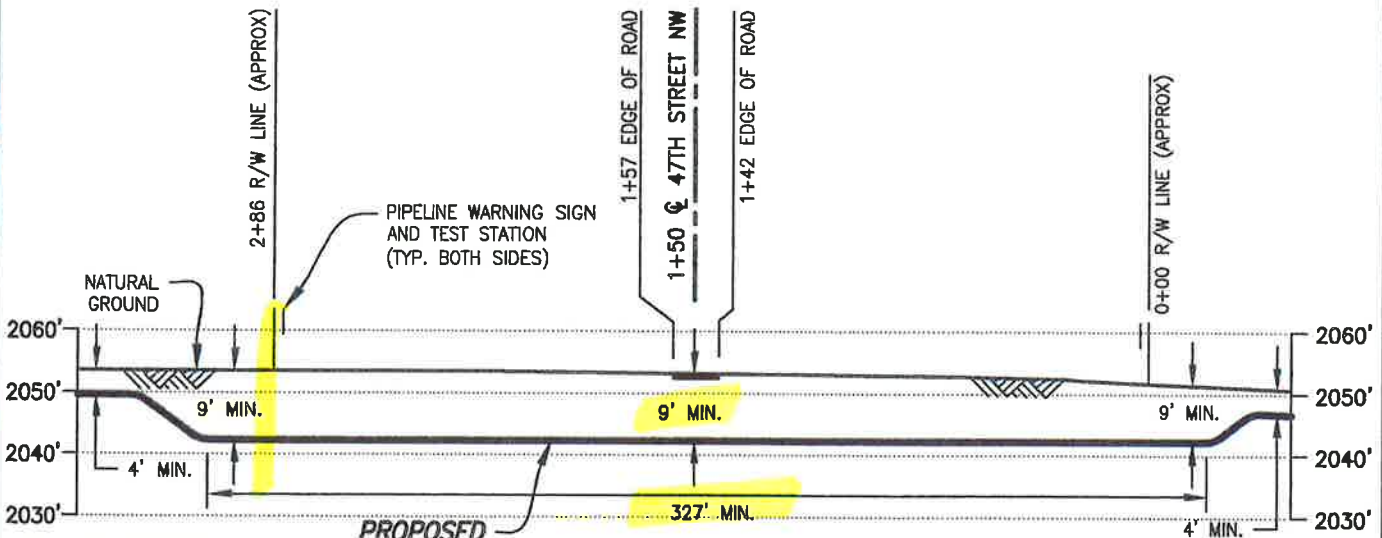 2+86 R/W LINE (APPROX)
1+57 EDGE OF ROAD
1+50 ℄ 47TH STREET NW
1+42 EDGE OF ROAD
0+00 R/W LINE (APPROX)
PIPELINE WARNING SIGN
AND TEST STATION
(TYP. BOTH SIDES)
NATURAL
GROUND
2060'
2060'
2050'
2050'
9' MIN.
9' MIN.
9' MIN.
2040'
2040'
4' MIN.
2030'
2030'
327' MIN.
4' MIN.
PROPOSED